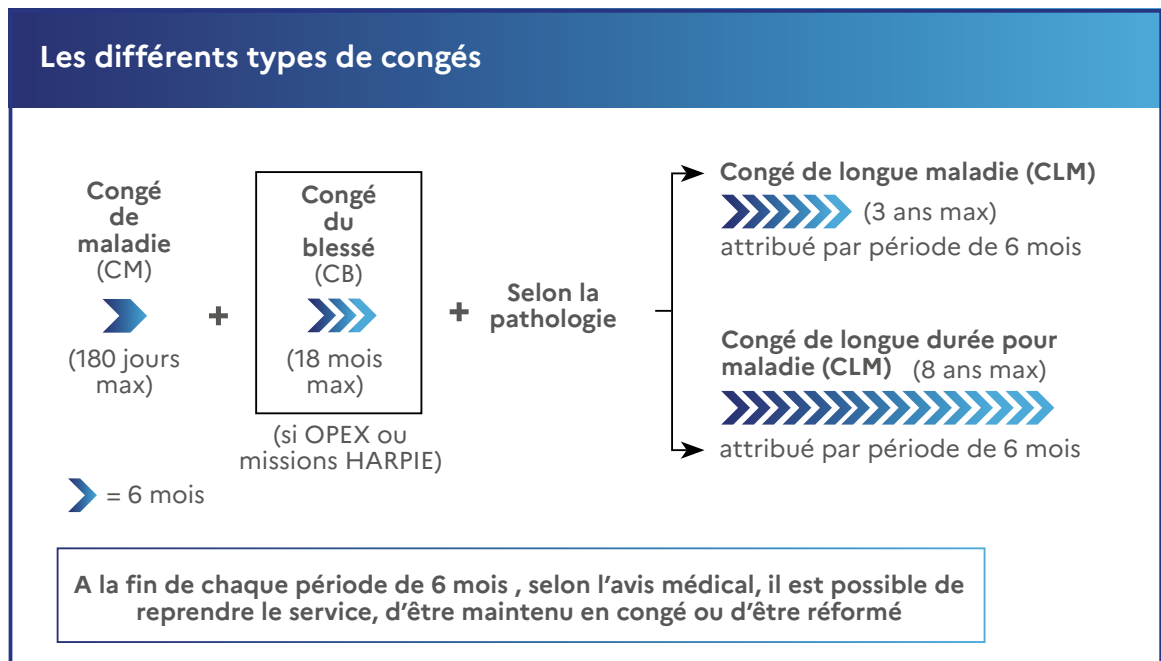 Les différents types de congés
Congé
de
maladie
(CM)
(180 jours
max)
+
Congé
du
blessé
(CB)
(18 mois
max)
(si OPEX ou
missions HARPIE)
+
Selon la
pathologie
Congé de longue maladie (CLM)
(3 ans max)
attribué par période de 6 mois
Congé de longue durée pour
maladie (CLM) (8 ans max)
attribué par période de 6 mois
= 6 mois
A la fin de chaque période de 6 mois , selon l’avis médical, il est possible de
reprendre le service, d’être maintenu en congé ou d’être réformé